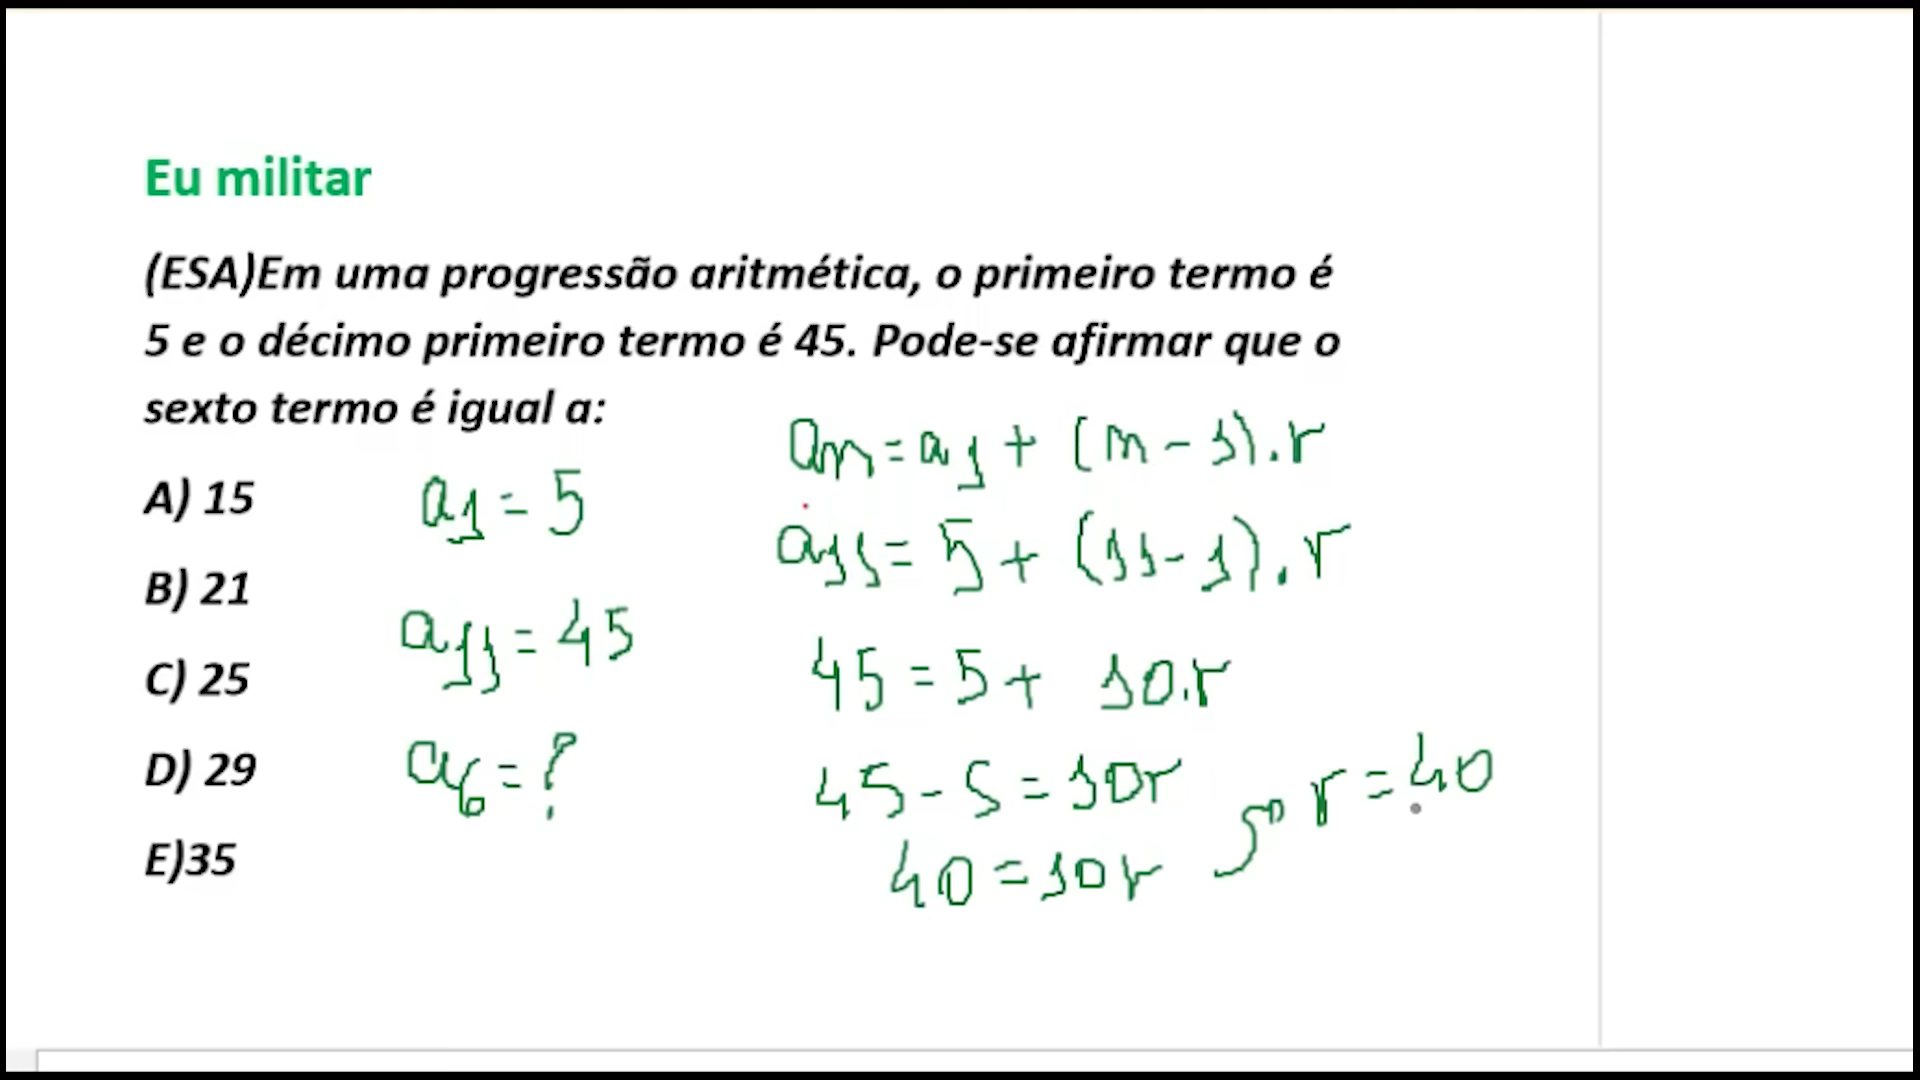 Eu militar
(ESA)Em uma progressão aritmética, o primeiro termo é
5 e o décimo primeiro termo é 45. Pode-se afirmar que o
sexto termo é igual a:
A) 15
B) 21
C) 25
D) 29
E)35
a1 = 5
a11 = 45
a6 = ?
an = a1 + (n - 1).r
a11 = 5 + (11-1).r
45 = 5 + 10.r
45 - 5 = 10r
40 = 10r
r = 40